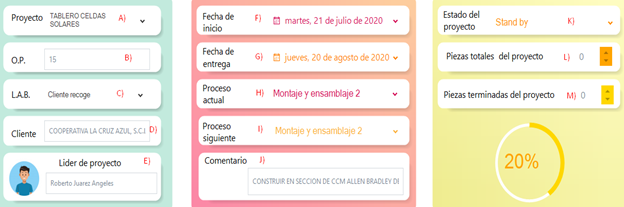 Proyecto
TABLERO CELDAS SOLARES
A)
O.P.
15
B)
L.A.B.
Cliente recoge
C)
Cliente
COOPERATIVA LA CRUZ AZUL, S.C.
D)
Lider de proyecto
E)
Roberto Juarez Angeles
Fecha de inicio
F)
martes, 21 de julio de 2020
Fecha de entrega
G)
jueves, 20 de agosto de 2020
Proceso actual
H)
Montaje y ensamblaje 2
Proceso siguiente
I)
Montaje y ensamblaje 2
Comentario
J)
CONSTRUIR EN SECCION DE CCM ALLEN BRADLEY DE
Estado del proyecto
Stand by
K)
Piezas totales del proyecto
L)
0
Piezas terminadas del proyecto
M)
0
20%